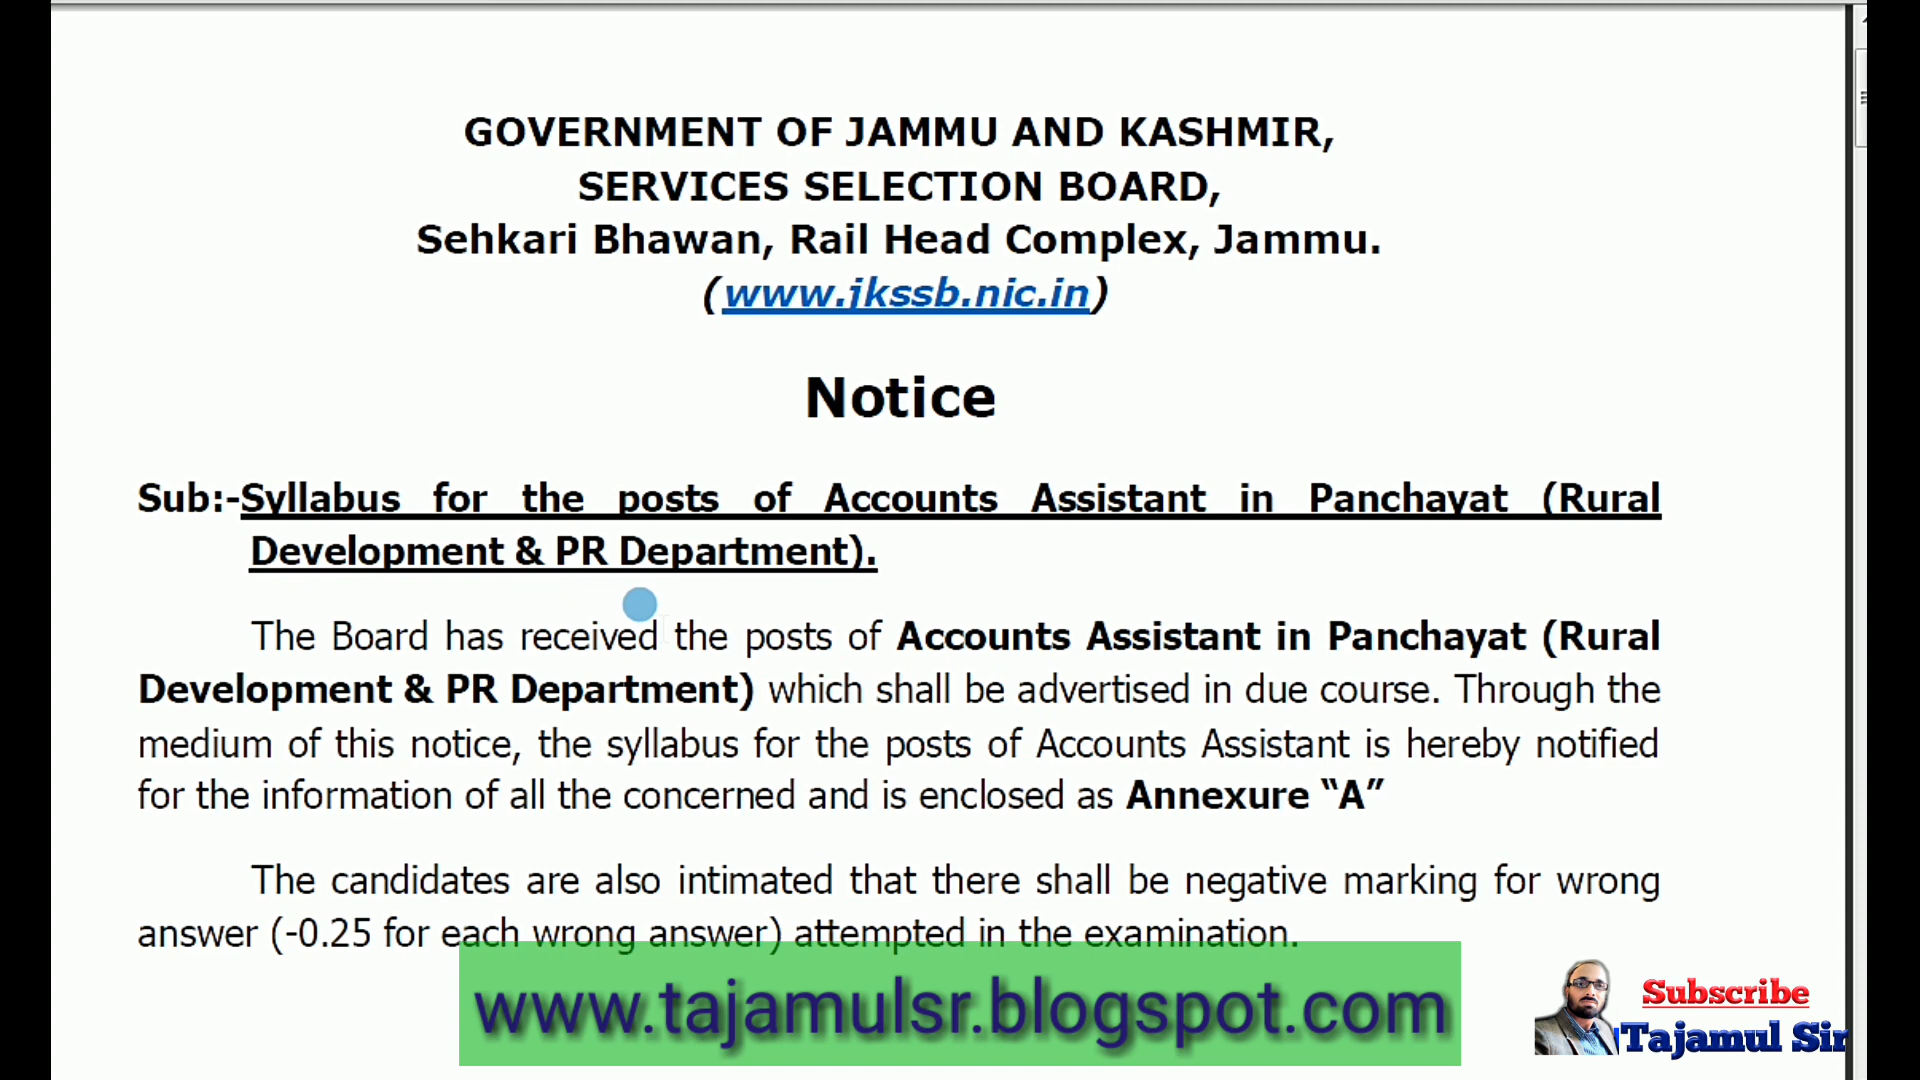 GOVERNMENT OF JAMMU AND KASHMIR,
SERVICES SELECTION BOARD,
Sehkari Bhawan, Rail Head Complex, Jammu.
(www.jkssb.nic.in)
Notice
Sub:-Syllabus for the posts of Accounts Assistant in Panchayat (Rural
Development & PR Department).
The Board has received the posts of Accounts Assistant in Panchayat (Rural
Development & PR Department) which shall be advertised in due course. Through the
medium of this notice, the syllabus for the posts of Accounts Assistant is hereby notified
for the information of all the concerned and is enclosed as Annexure “A”
The candidates are also intimated that there shall be negative marking for wrong
answer (-0.25 for each wrong answer) attempted in the examination.
www.tajamulsr.blogspot.com
Subscribe
Tajamul Sir